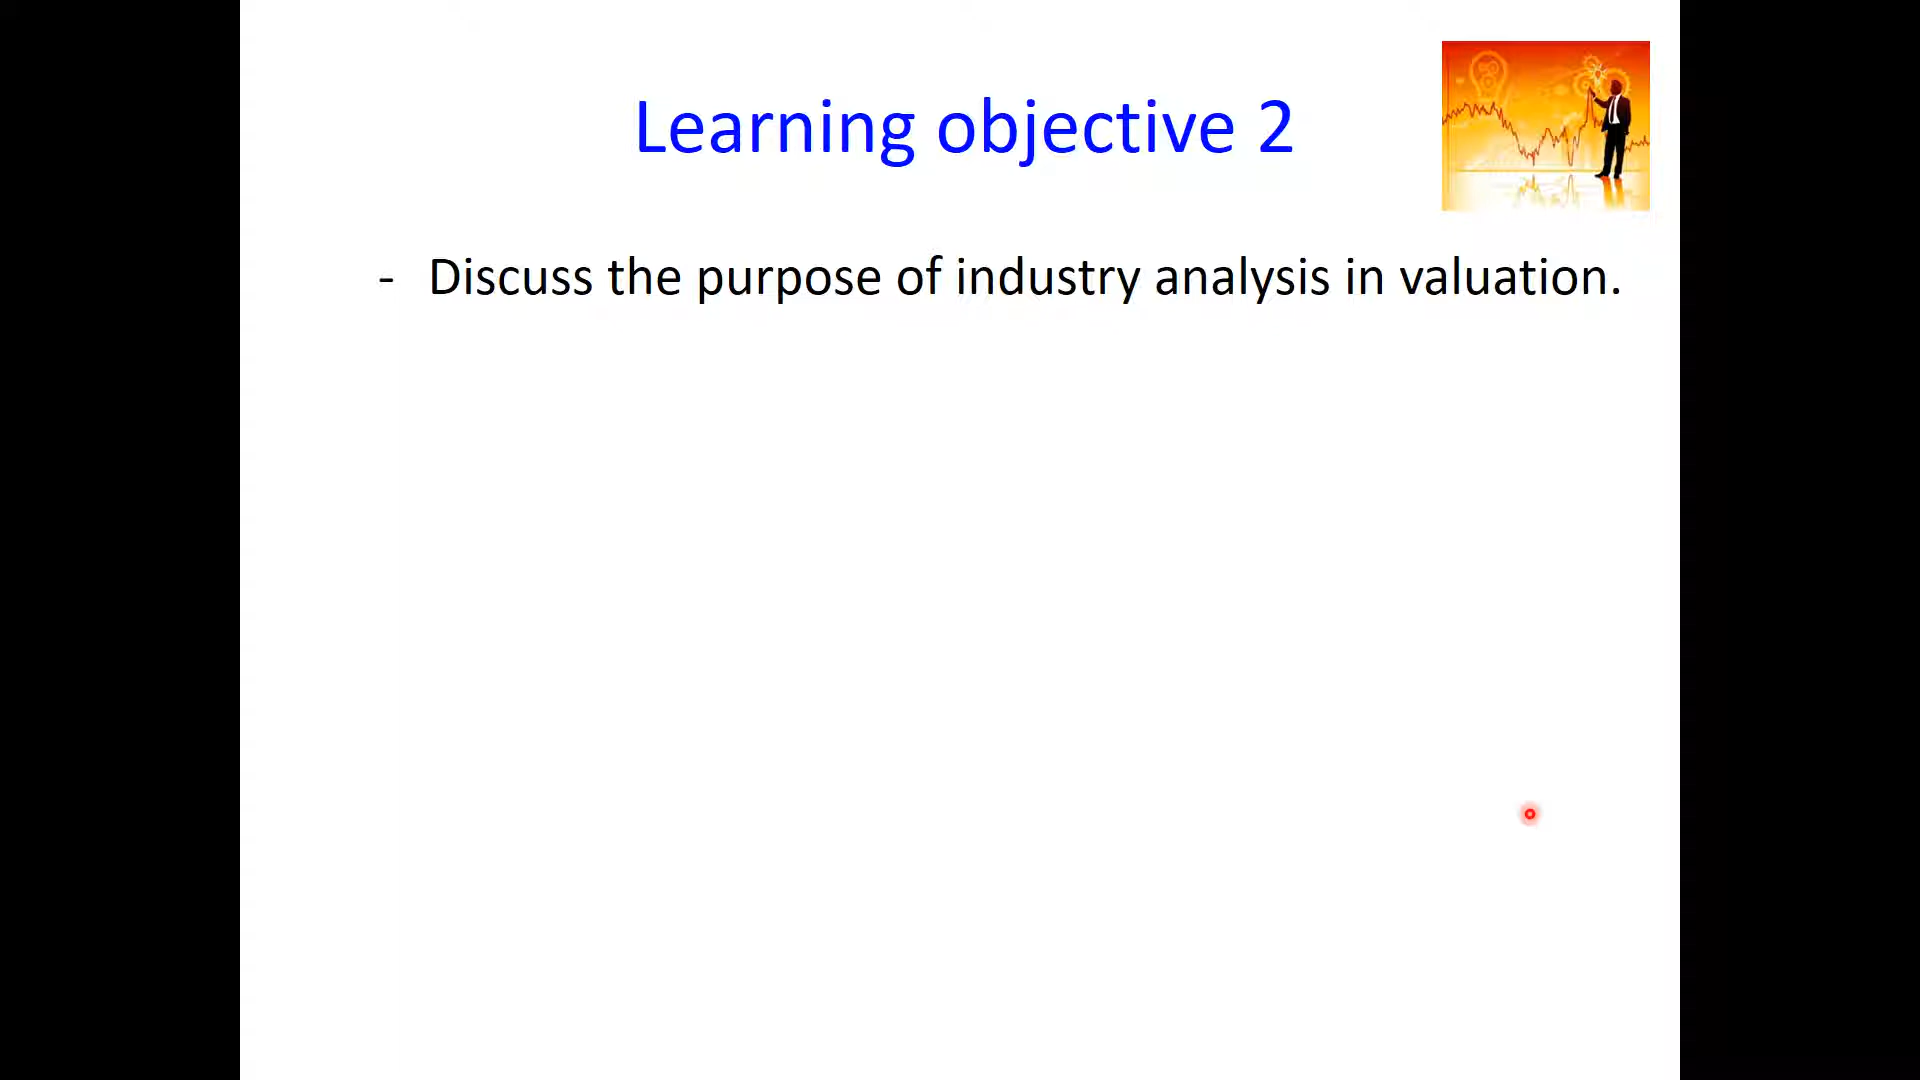 Learning objective 2
- Discuss the purpose of industry analysis in valuation.